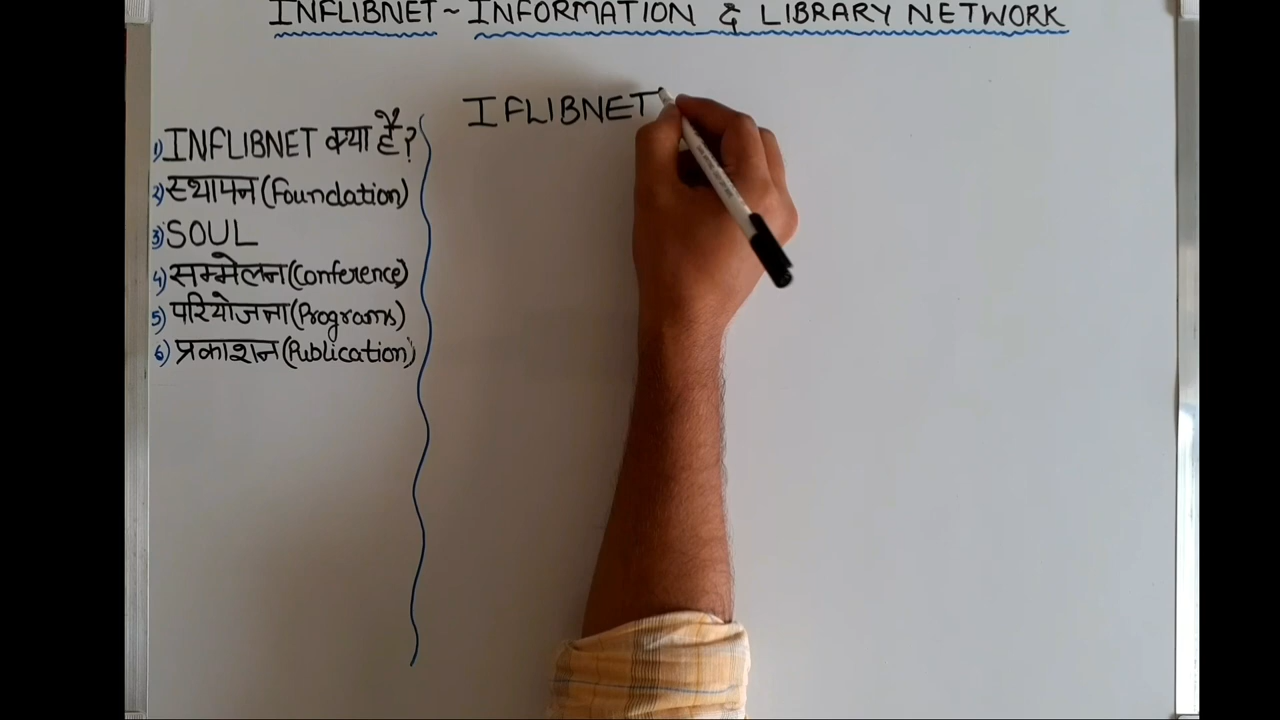 INFLIBNET ~ INFORMATION & LIBRARY NETWORK
IFLIBNET
1) INFLIBNET क्या है?
2) स्थापन (Foundation)
3) SOUL
4) सम्मेलन (Conference)
5) परियोजना (Programs)
6) प्रकाशन (Publication)